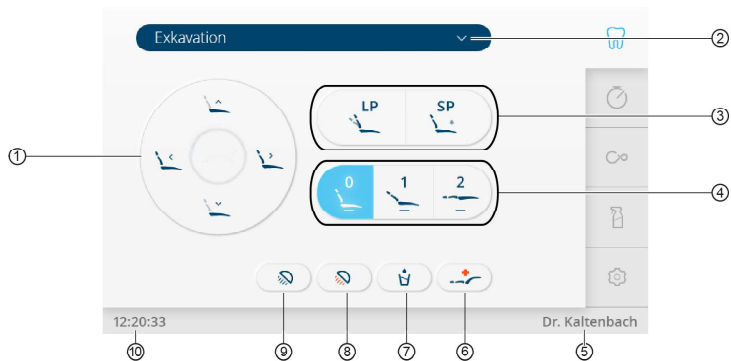 Exkavation
②
①
LP SP
③
0 1 2
④
12:20:33
Dr. Kaltenbach
⑩ ⑨ ⑧ ⑦ ⑥ ⑤